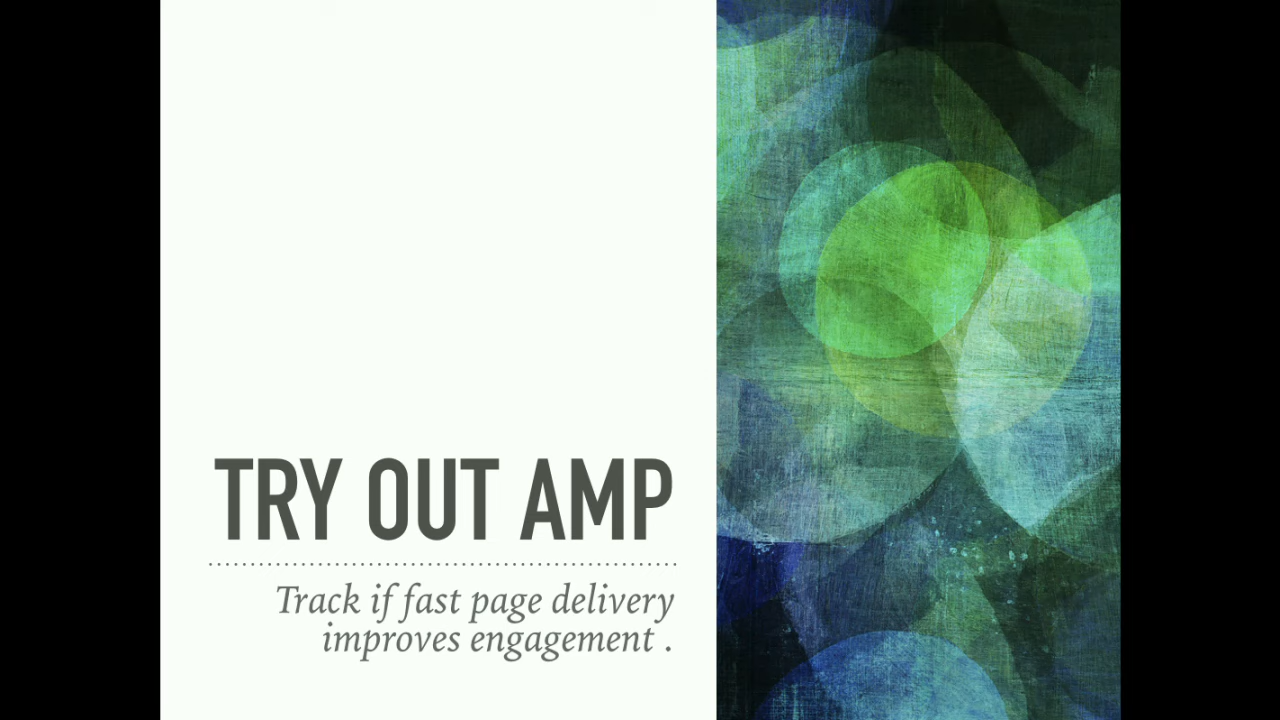 TRY OUT AMP
Track if fast page delivery
improves engagement .